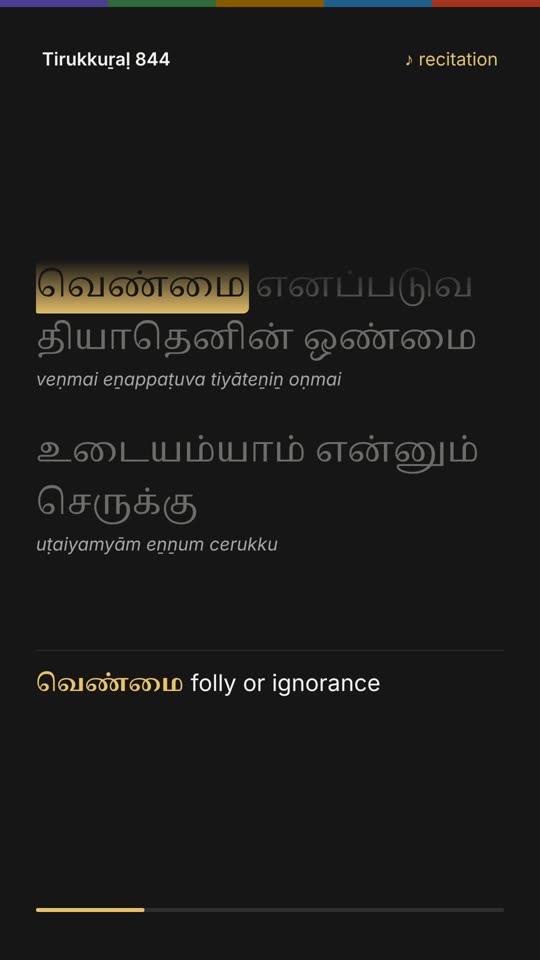 Tirukkuṟaḷ 844
♪ recitation
வெண்மை எனப்படுவ
தியாதெனின் ஒண்மை
veṇmai eṉappaṭuva tiyāteṉiṉ oṇmai
உடையம்யாம் என்னும்
செருக்கு
uṭaiyamyām eṉṉum cerukku
வெண்மை folly or ignorance